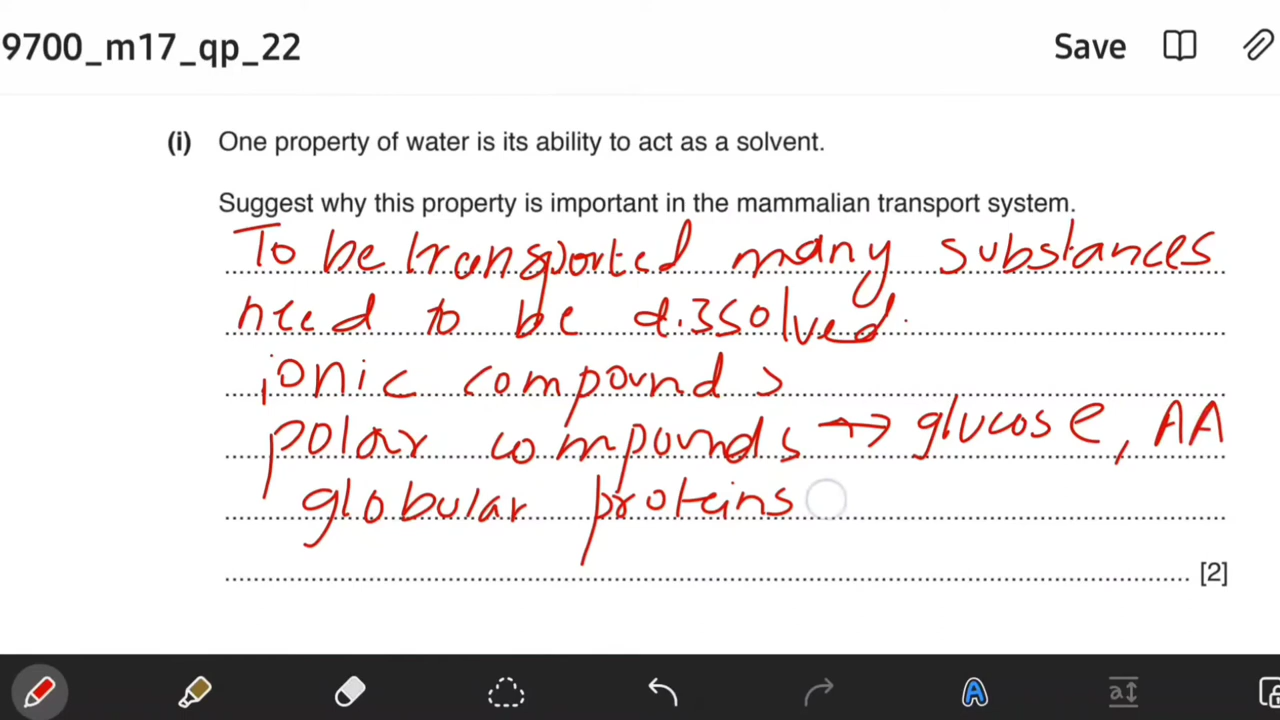 9700_m17_qp_22 Save
(i) One property of water is its ability to act as a solvent.
Suggest why this property is important in the mammalian transport system.
To be transported many substances
need to be dissolved.
ionic compounds
polar compounds → glucose, AA
globular proteins
[2]
A a